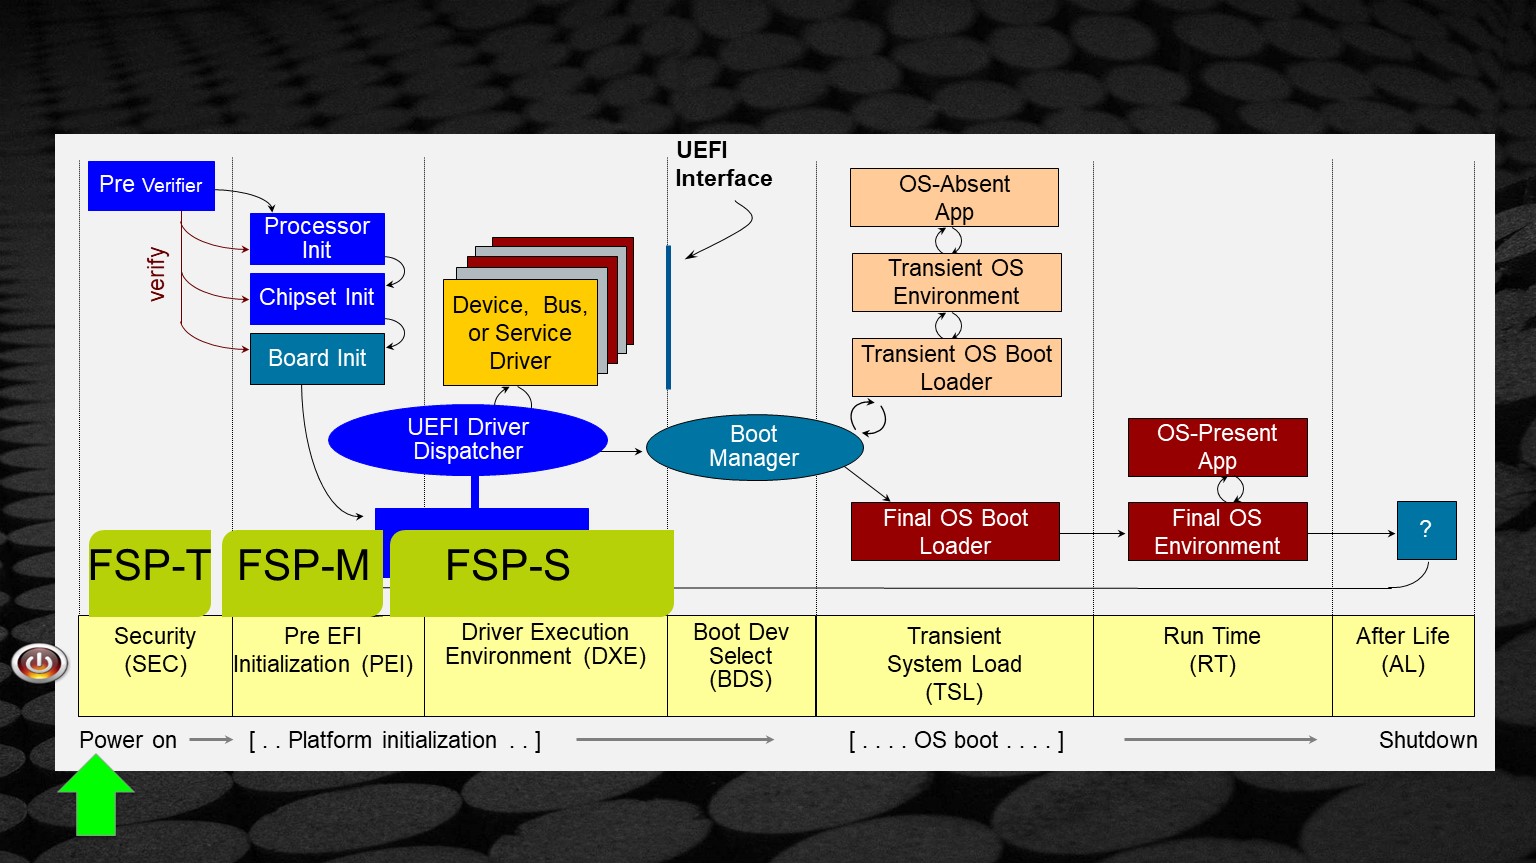 UEFI
Interface
Pre Verifier
verify
Processor
Init
Chipset Init
Board Init
Device, Bus,
or Service
Driver
UEFI Driver
Dispatcher
Boot
Manager
OS-Absent
App
Transient OS
Environment
Transient OS Boot
Loader
Final OS Boot
Loader
OS-Present
App
Final OS
Environment
?
FSP-T
FSP-M
FSP-S
Security
(SEC)
Pre EFI
Initialization (PEI)
Driver Execution
Environment (DXE)
Boot Dev
Select
(BDS)
Transient
System Load
(TSL)
Run Time
(RT)
After Life
(AL)
Power on
[ . . Platform initialization . . ]
[ . . . . OS boot . . . . ]
Shutdown